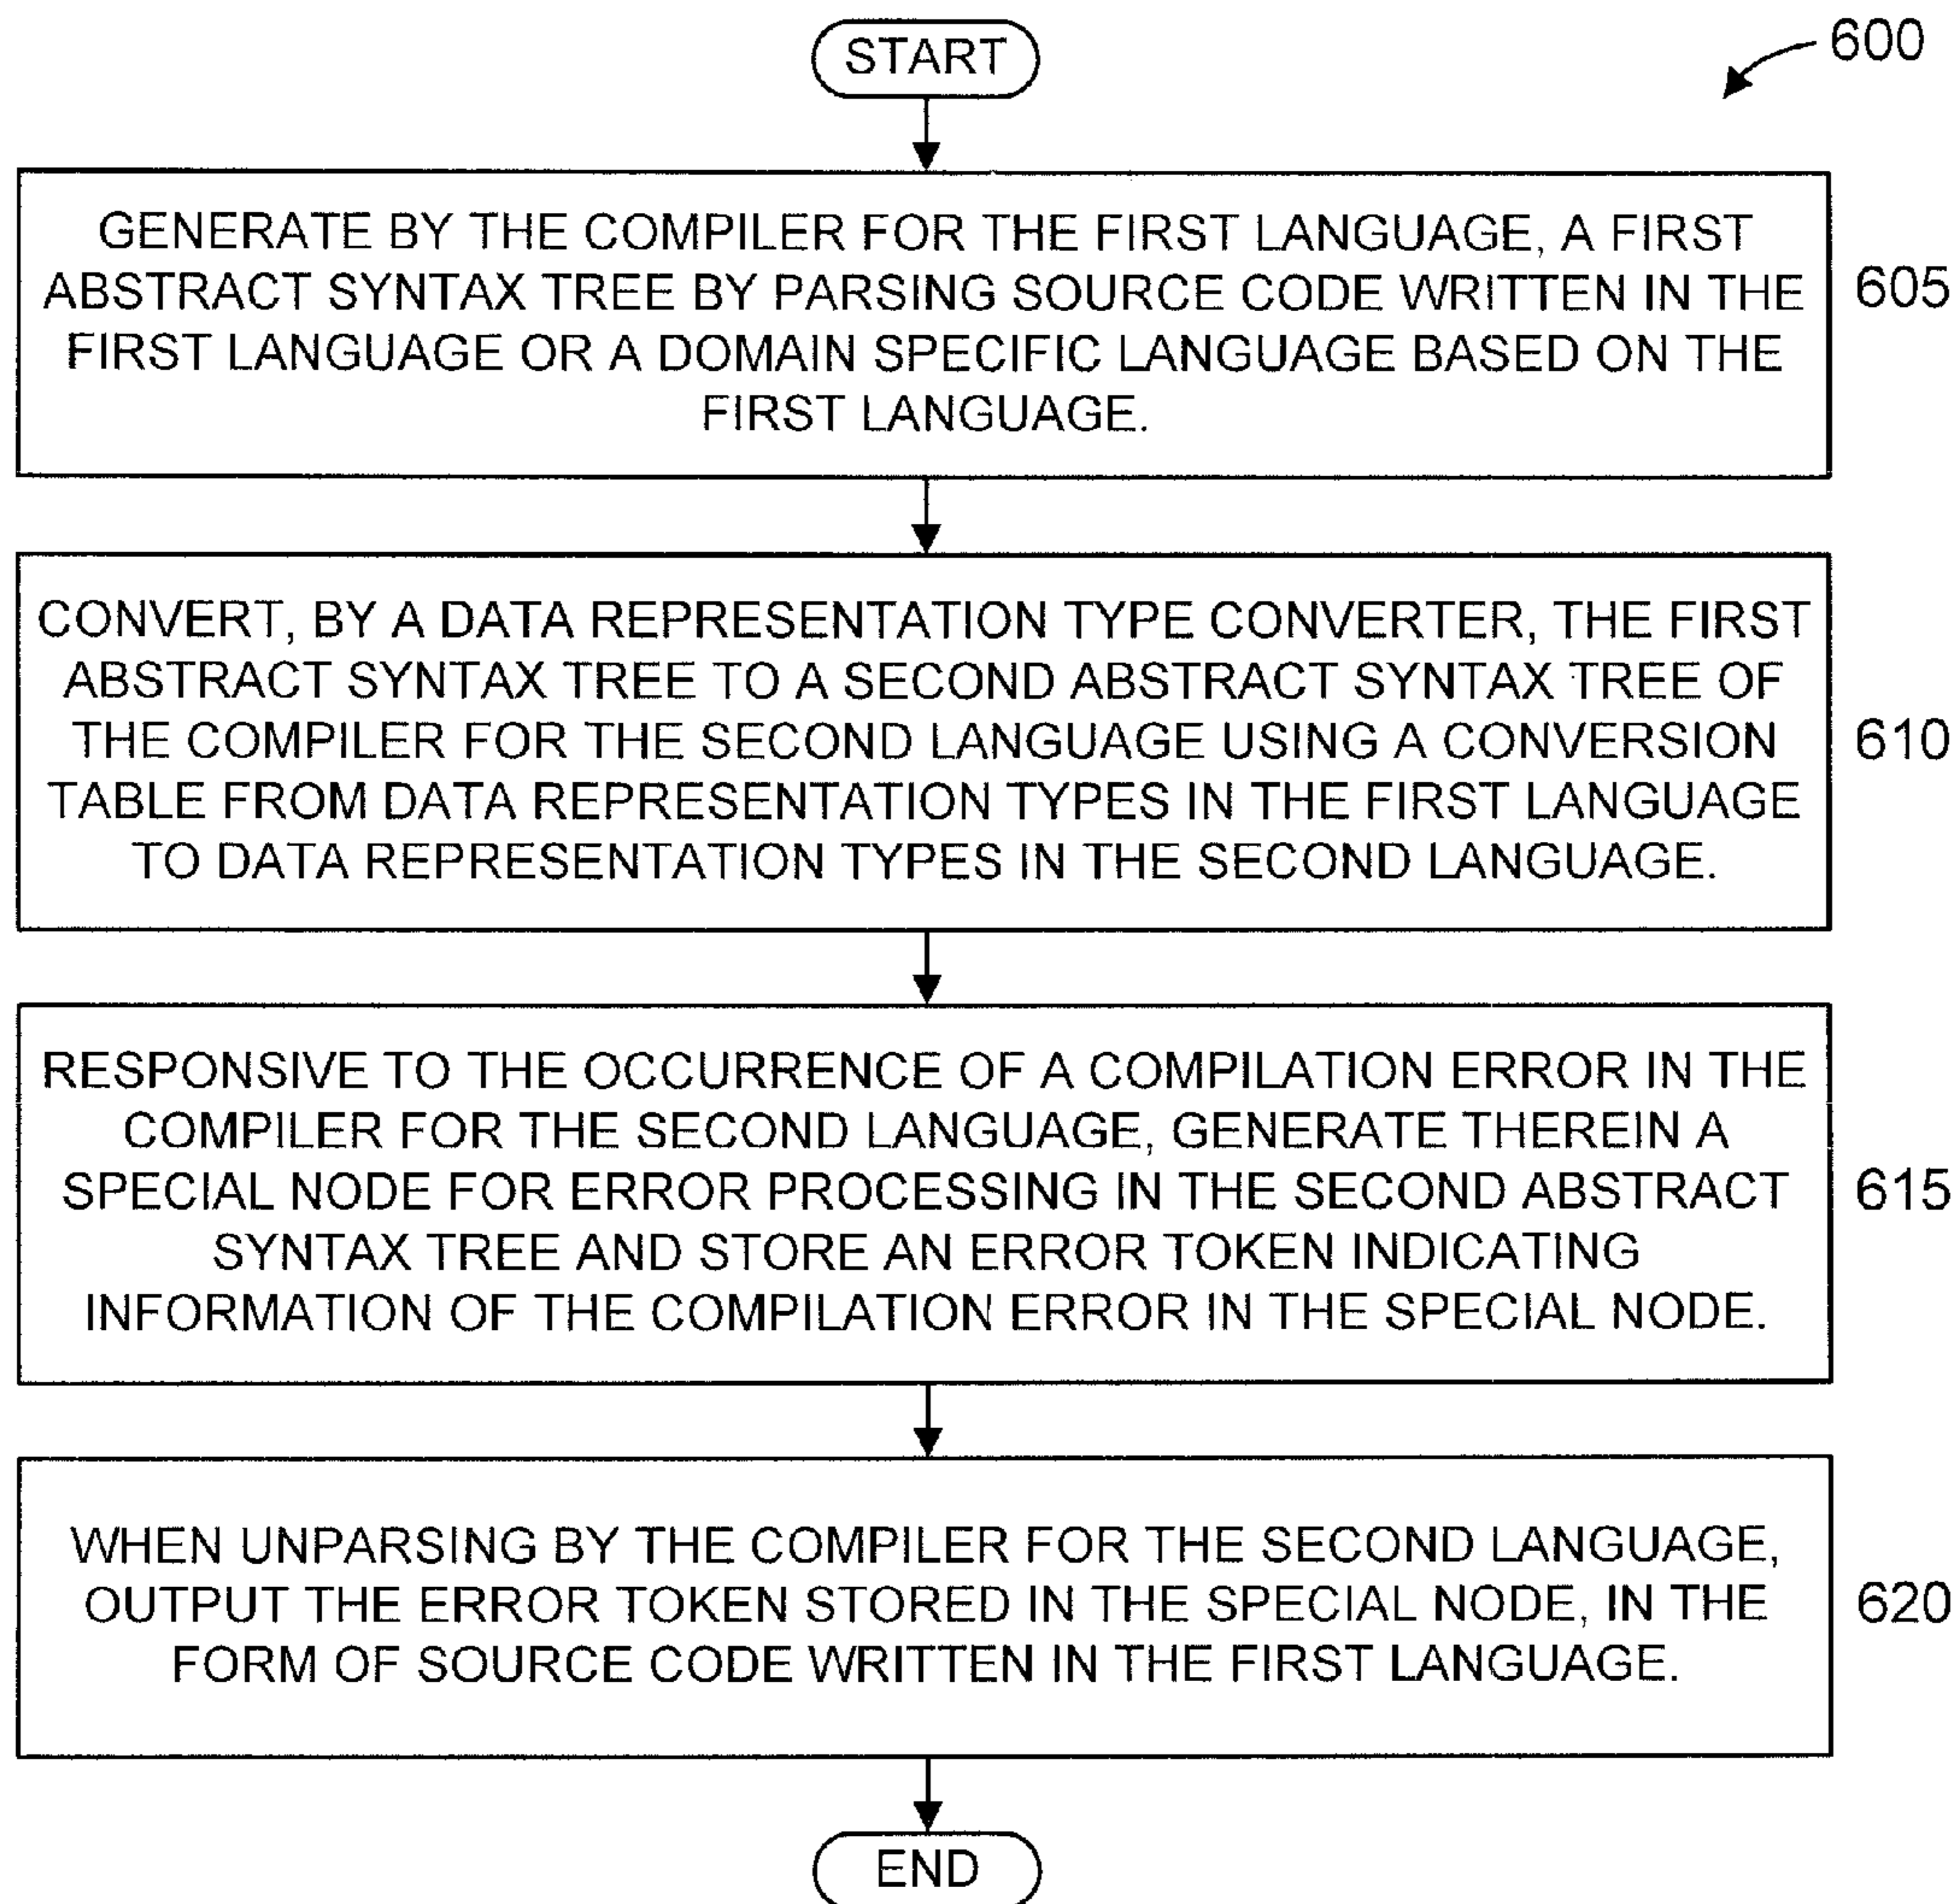 START
600
GENERATE BY THE COMPILER FOR THE FIRST LANGUAGE, A FIRST
ABSTRACT SYNTAX TREE BY PARSING SOURCE CODE WRITTEN IN THE
FIRST LANGUAGE OR A DOMAIN SPECIFIC LANGUAGE BASED ON THE
FIRST LANGUAGE.
605
CONVERT, BY A DATA REPRESENTATION TYPE CONVERTER, THE FIRST
ABSTRACT SYNTAX TREE TO A SECOND ABSTRACT SYNTAX TREE OF
THE COMPILER FOR THE SECOND LANGUAGE USING A CONVERSION
TABLE FROM DATA REPRESENTATION TYPES IN THE FIRST LANGUAGE
TO DATA REPRESENTATION TYPES IN THE SECOND LANGUAGE.
610
RESPONSIVE TO THE OCCURRENCE OF A COMPILATION ERROR IN THE
COMPILER FOR THE SECOND LANGUAGE, GENERATE THEREIN A
SPECIAL NODE FOR ERROR PROCESSING IN THE SECOND ABSTRACT
SYNTAX TREE AND STORE AN ERROR TOKEN INDICATING
INFORMATION OF THE COMPILATION ERROR IN THE SPECIAL NODE.
615
WHEN UNPARSING BY THE COMPILER FOR THE SECOND LANGUAGE,
OUTPUT THE ERROR TOKEN STORED IN THE SPECIAL NODE, IN THE
FORM OF SOURCE CODE WRITTEN IN THE FIRST LANGUAGE.
620
END